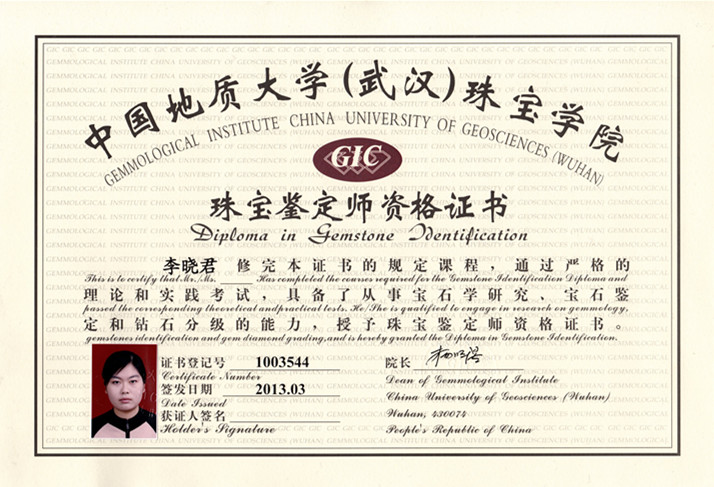 中国地质大学(武汉)珠宝学院
GEMMOLOGICAL INSTITUTE CHINA UNIVERSITY OF GEOSCIENCES (WUHAN)
GIC
珠宝鉴定师资格证书
Diploma in Gemstone Identification
李晓君 修完本证书的规定课程，通过严格的
This is to certify that Mr./Ms. Has completed the courses required for the Gemstone Identification Diploma and
理论和实践考试，具备了从事宝石学研究、宝石鉴
passed the corresponding theoretical and practical tests. He/She is qualified to engage in research on gemmology,
定和钻石分级的能力，授予珠宝鉴定师资格证书。
gemstones identification and gem diamond grading, and is hereby granted the Diploma in Gemstone Identification.
证书登记号 1003544
Certificate Number
签发日期 2013.03
Date Issued
获证人签名
Holder's Signature
院长
Dean of Gemmological Institute
China University of Geosciences (Wuhan)
Wuhan, 430074
People's Republic of China